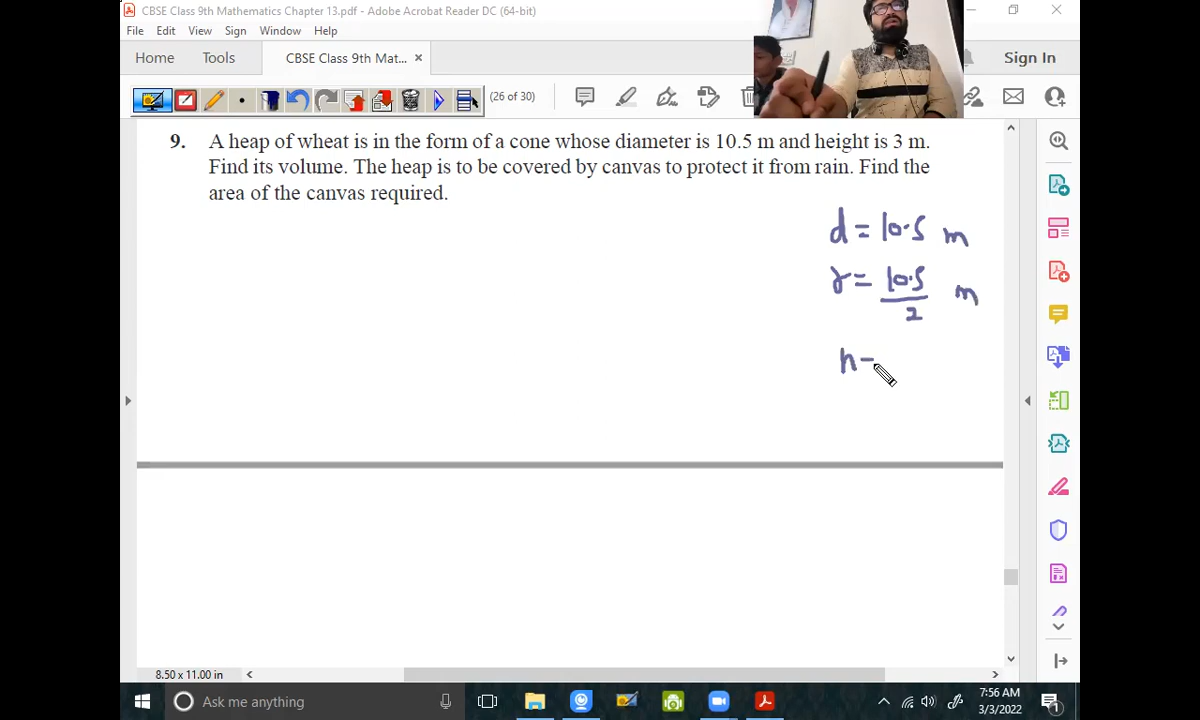 CBSE Class 9th Mathematics Chapter 13.pdf - Adobe Acrobat Reader DC (64-bit)
File Edit View Sign Window Help
Home Tools CBSE Class 9th Mat... × Sign In
(26 of 30)
9. A heap of wheat is in the form of a cone whose diameter is 10.5 m and height is 3 m.
Find its volume. The heap is to be covered by canvas to protect it from rain. Find the
area of the canvas required.
d = 10.5 m
r = 10.5/2 m
h -
8.50 x 11.00 in
Ask me anything
7:56 AM
3/3/2022
1